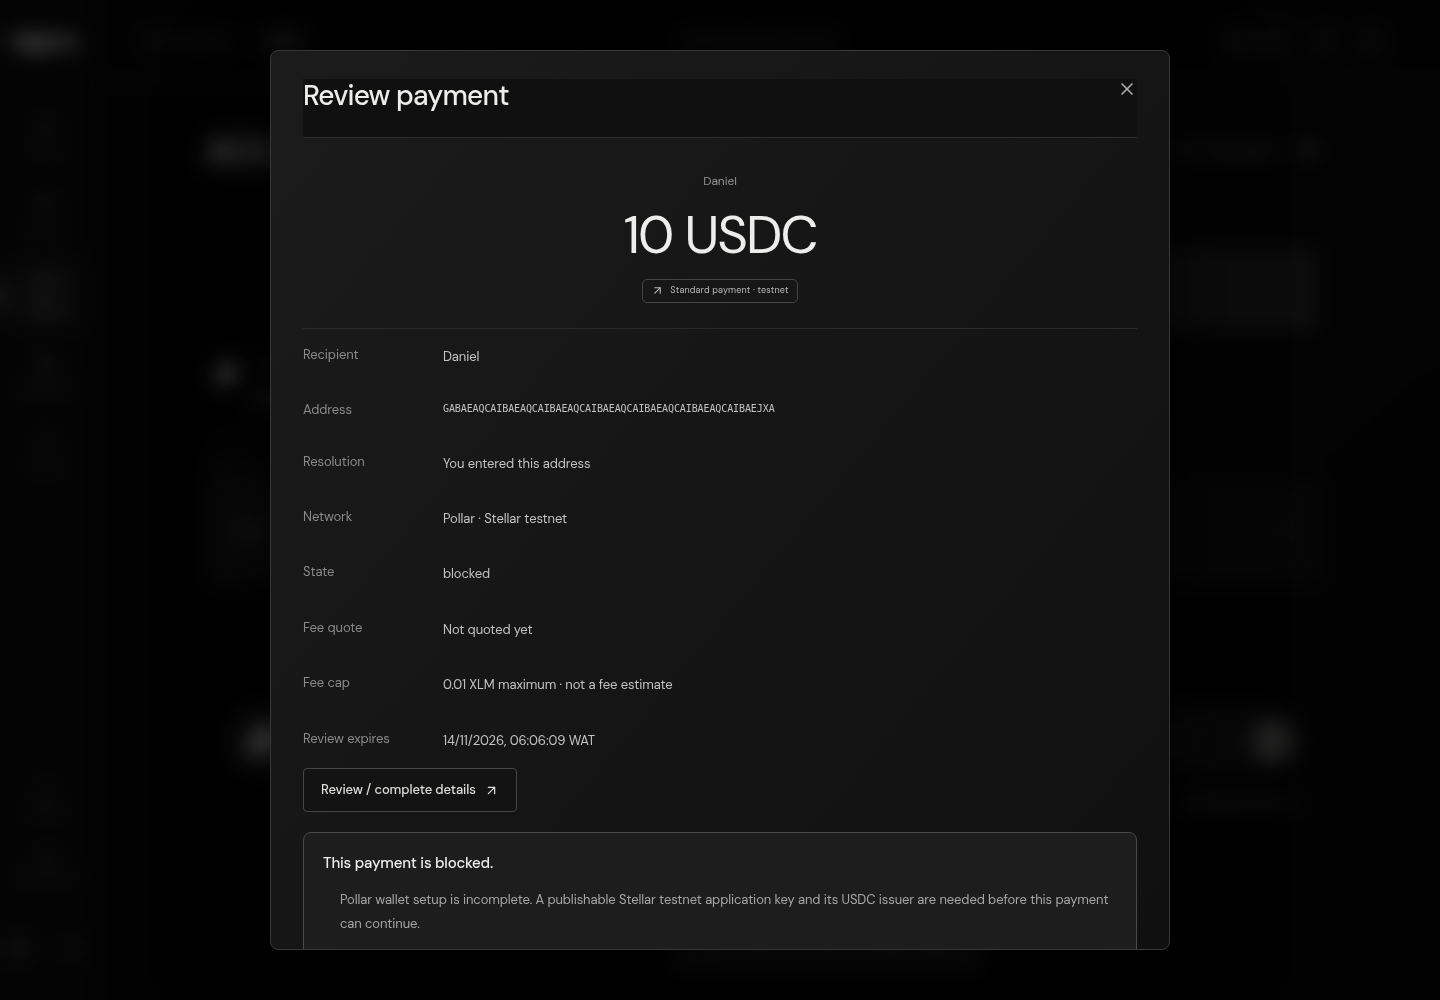 Review payment
Daniel
10 USDC
Standard payment · testnet
Recipient
Daniel
Address
GABAEAQCAIBAEAQCAIBAEAQCAIBAEAQCAIBAEAQCAIBAEAQCAIBAEJXA
Resolution
You entered this address
Network
Pollar · Stellar testnet
State
blocked
Fee quote
Not quoted yet
Fee cap
0.01 XLM maximum · not a fee estimate
Review expires
14/11/2026, 06:06:09 WAT
Review / complete details
This payment is blocked.
Pollar wallet setup is incomplete. A publishable Stellar testnet application key and its USDC issuer are needed before this payment
can continue.